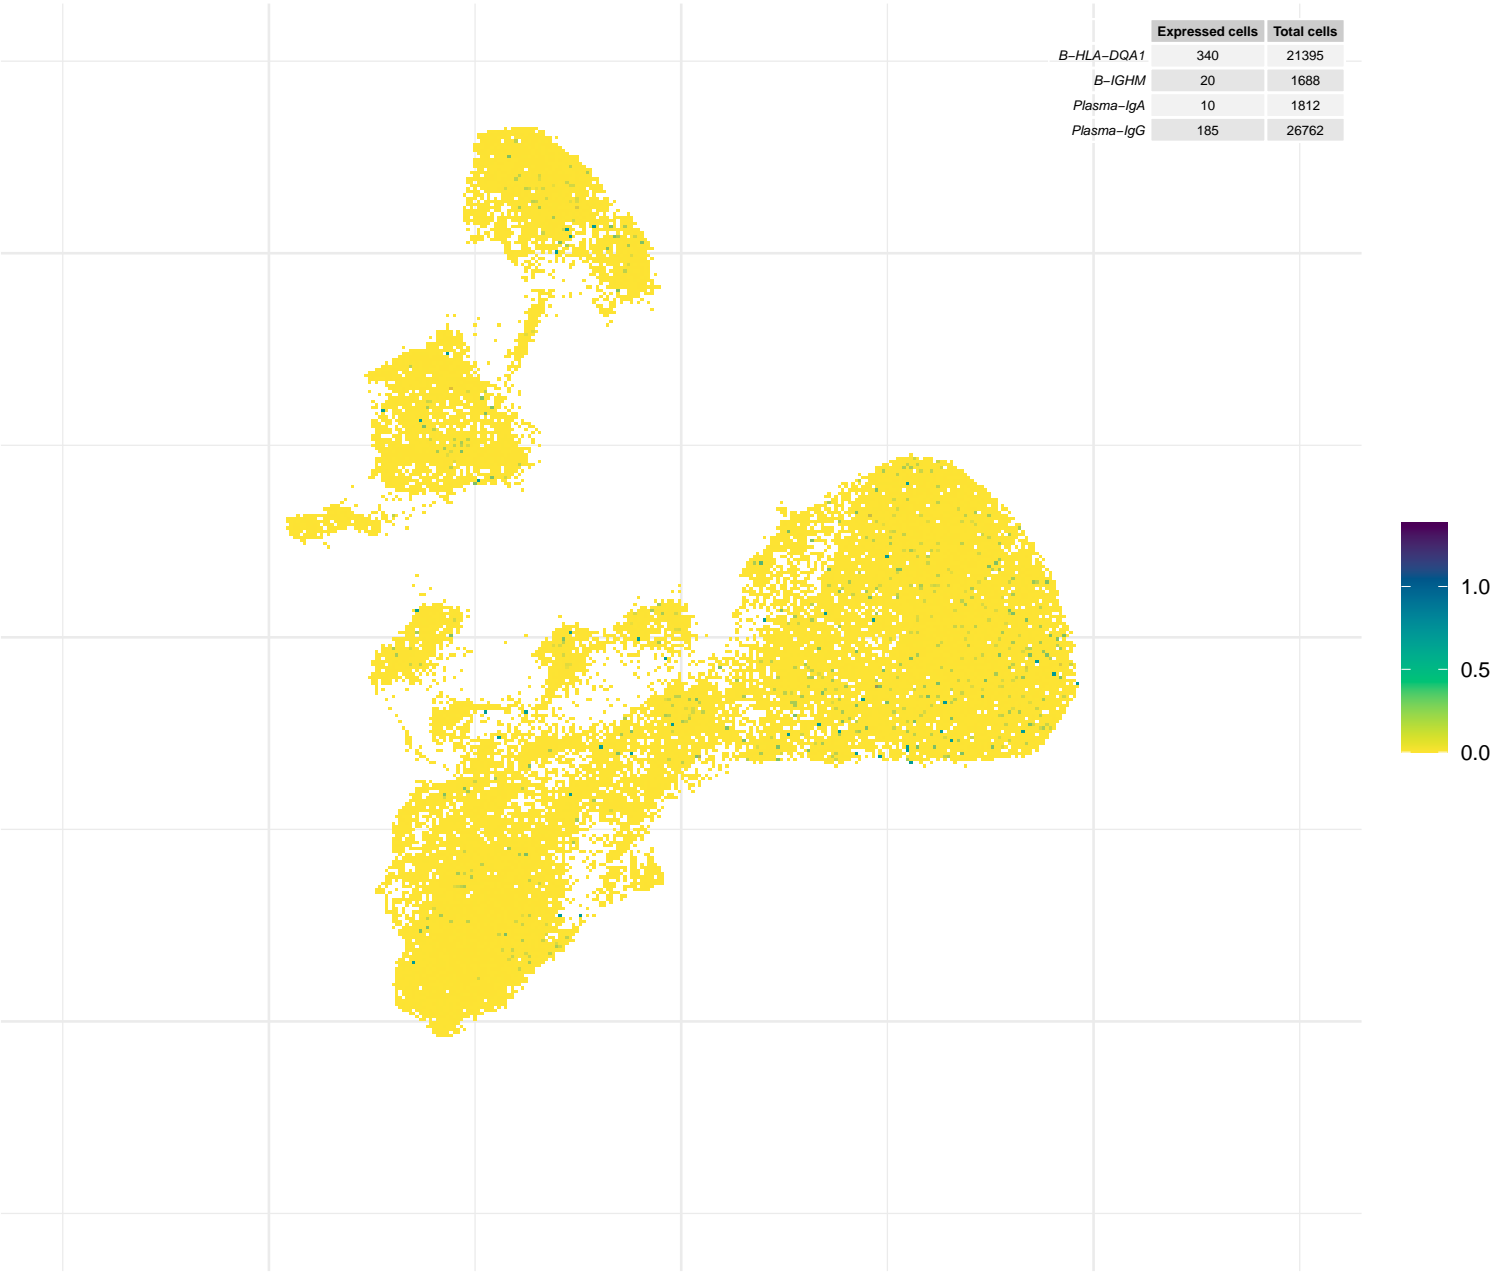 Expressed cells Total cells
B−HLA−DQA1 340 21395
B−IGHM 20 1688
Plasma−IgA 10 1812
Plasma−IgG 185 26762
1.0
0.5
0.0